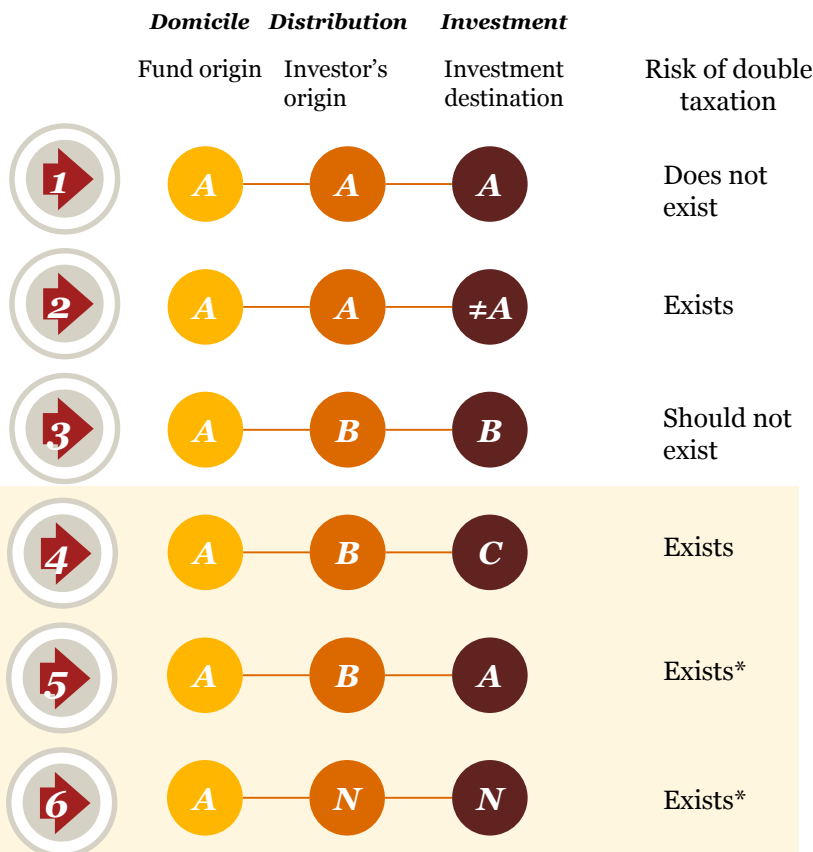 Domicile Distribution Investment
Fund origin Investor's origin Investment destination Risk of double taxation
1 A A A Does not exist
2 A A ≠A Exists
3 A B B Should not exist
4 A B C Exists
5 A B A Exists*
6 A N N Exists*